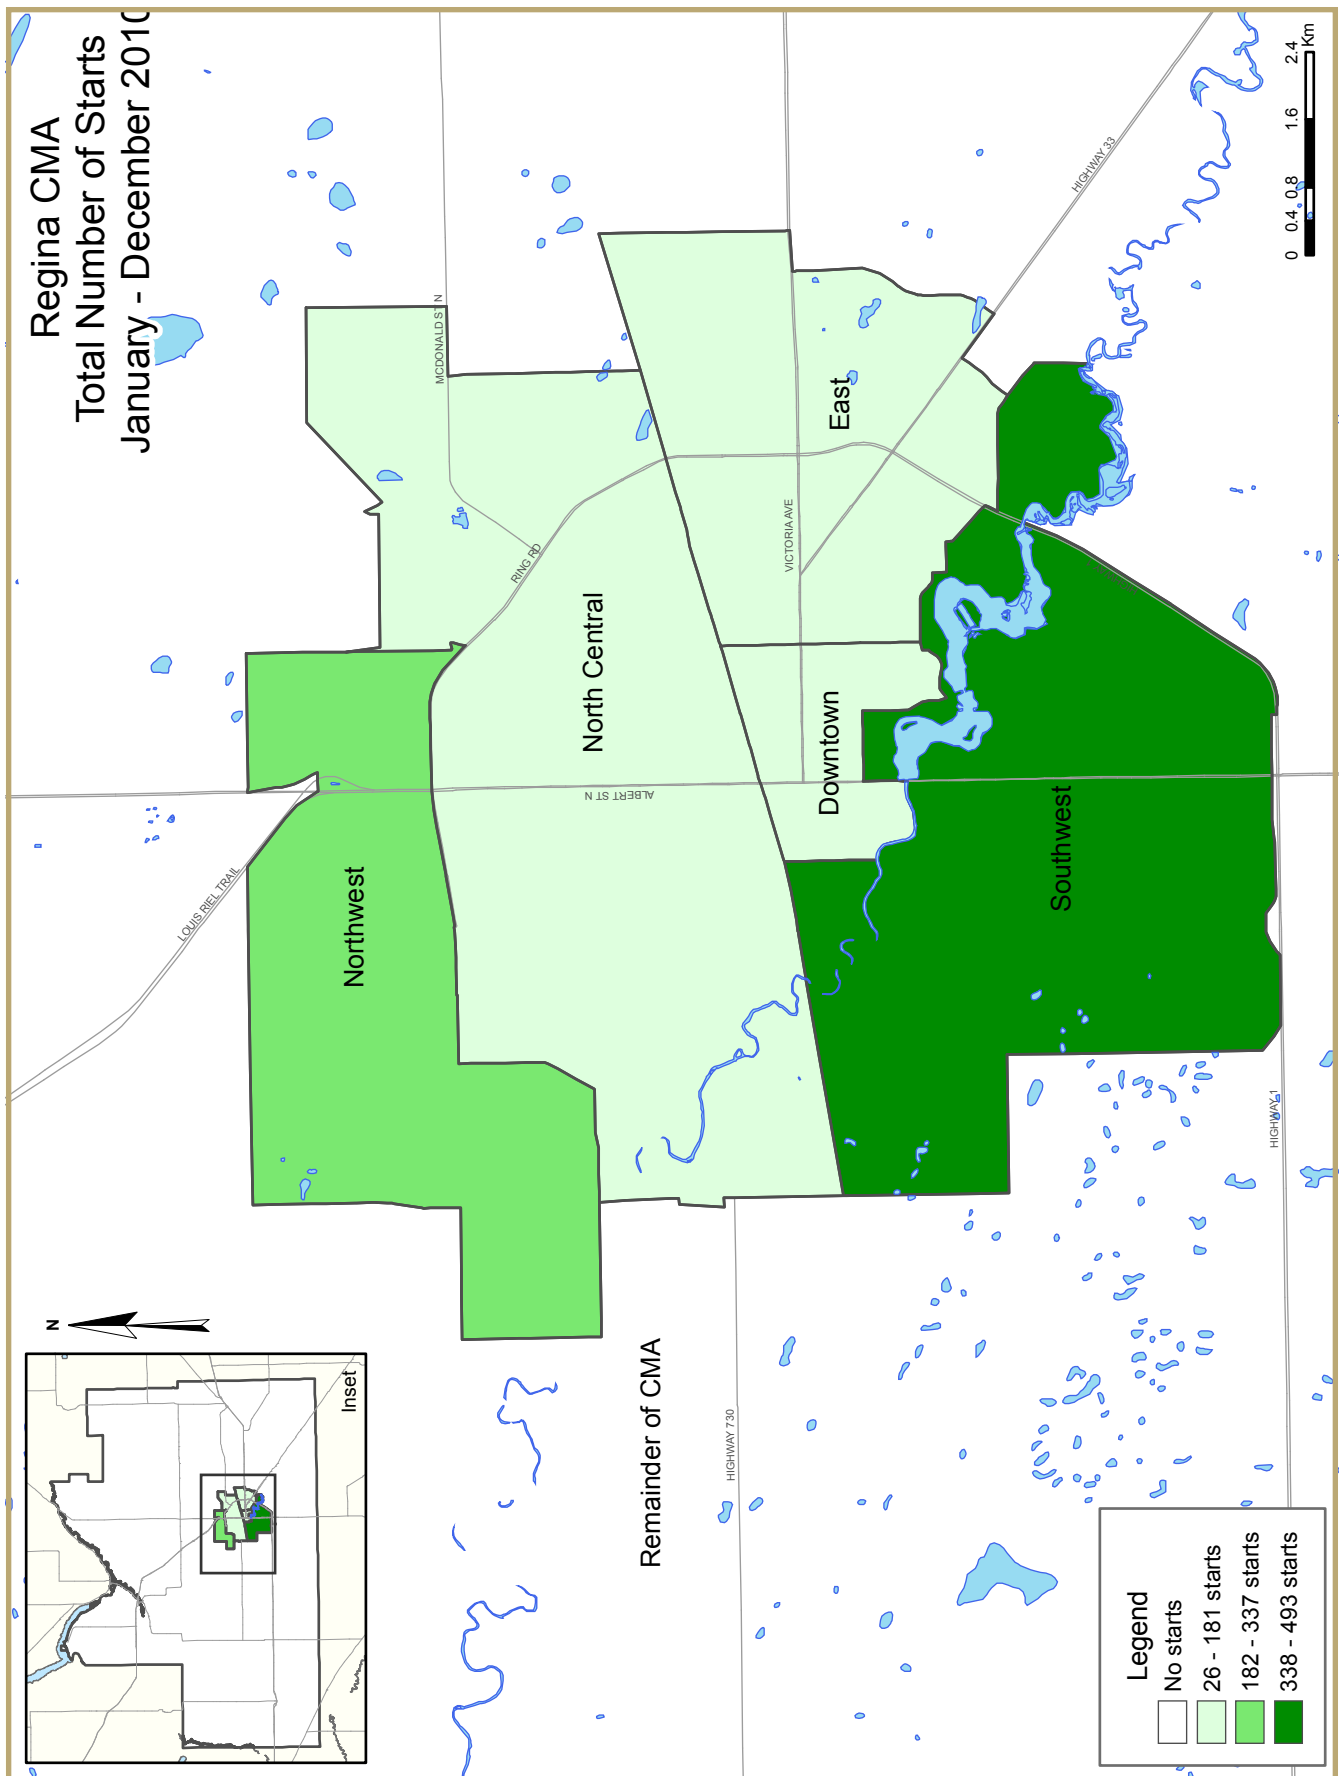 Regina CMA
Total Number of Starts
January - December 2010
N
Inset
LOUIS RIEL TRAIL
MCDONALD ST N
RING RD
ALBERT ST N
VICTORIA AVE
HIGHWAY 33
HIGHWAY 730
HIGHWAY 1
Northwest
North Central
East
Downtown
Southwest
Remainder of CMA
Legend
No starts
26 - 181 starts
182 - 337 starts
338 - 493 starts
0 0.4 0.8 1.6 2.4
Km